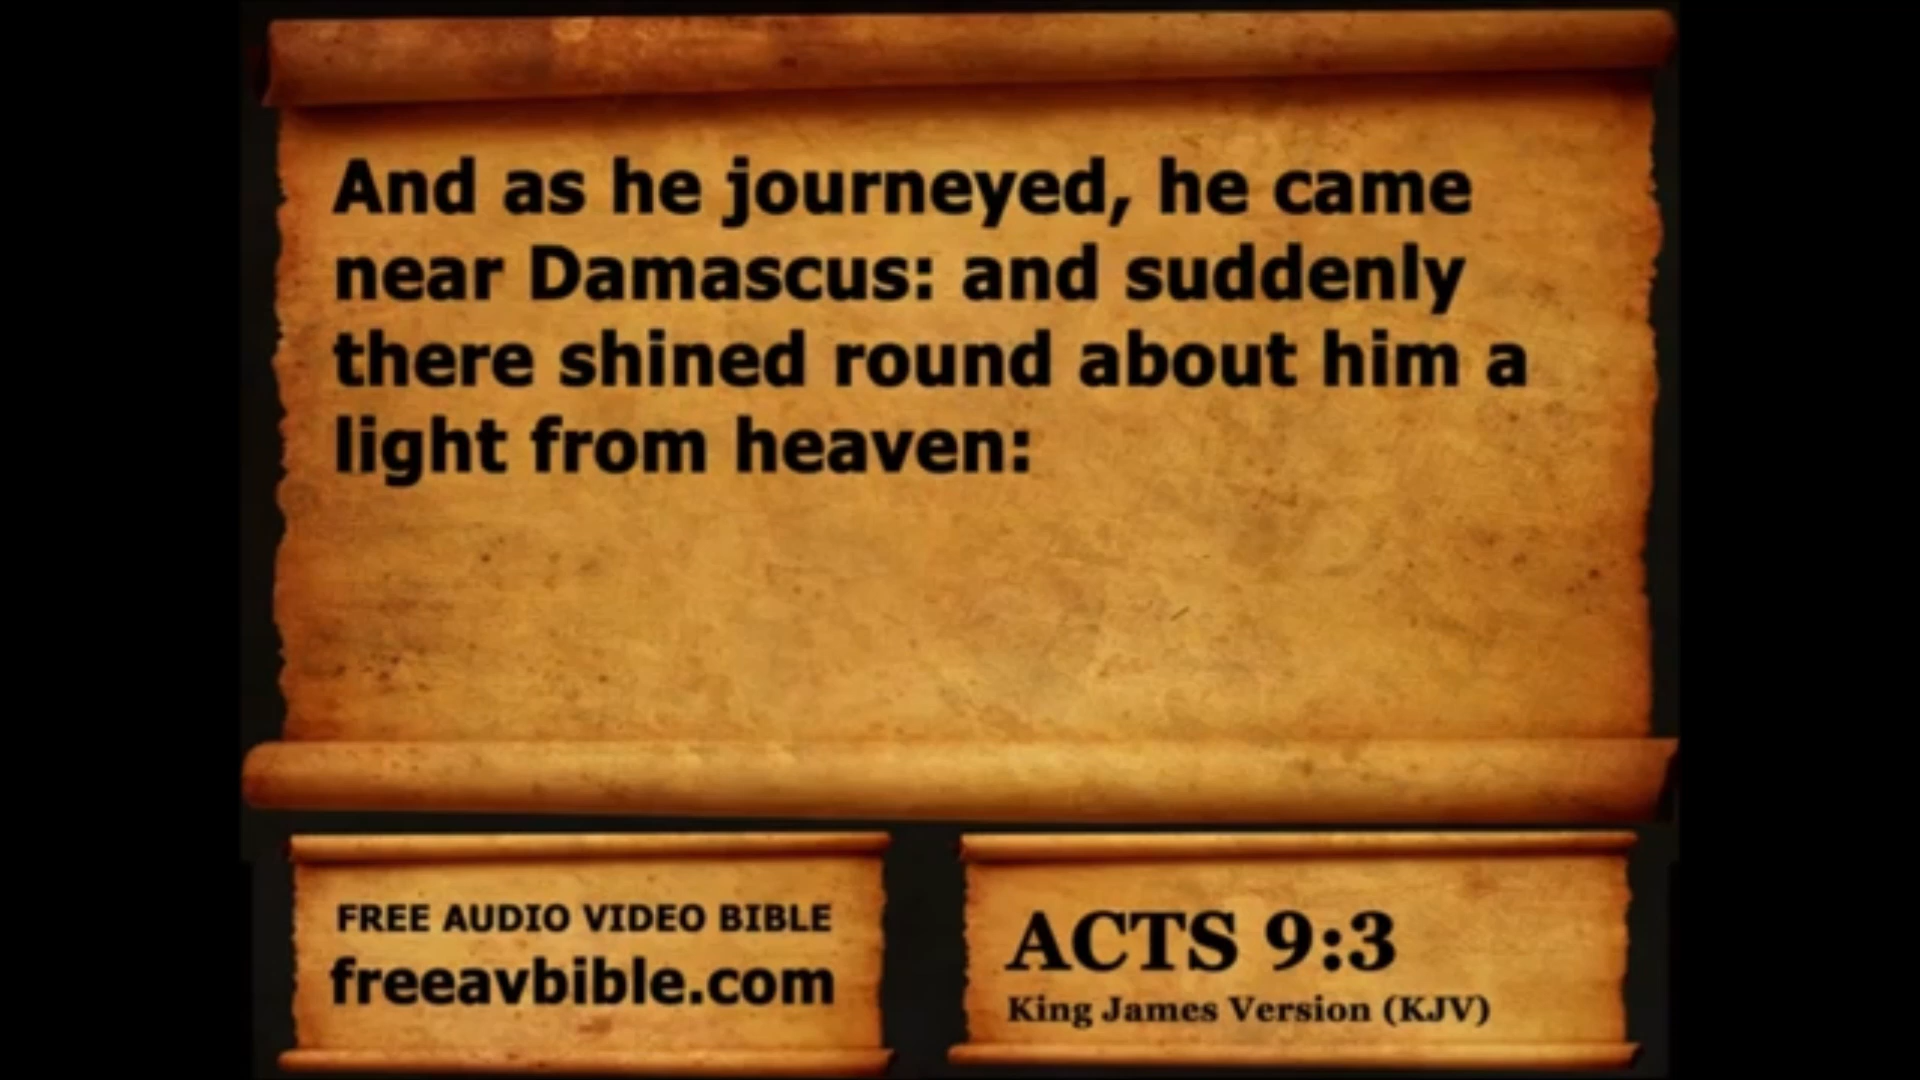 And as he journeyed, he came
near Damascus: and suddenly
there shined round about him a
light from heaven:
FREE AUDIO VIDEO BIBLE
freeavbible.com
ACTS 9:3
King James Version (KJV)